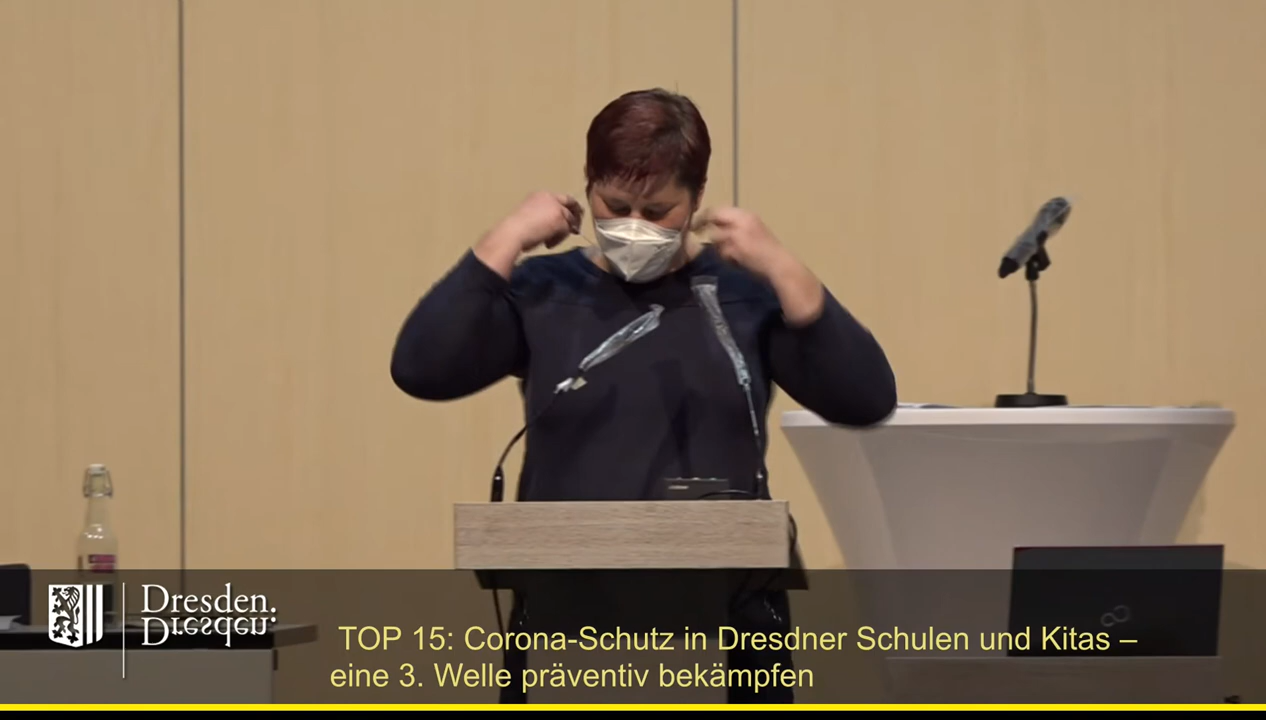 Dresden.
Dresden.
TOP 15: Corona-Schutz in Dresdner Schulen und Kitas –
eine 3. Welle präventiv bekämpfen